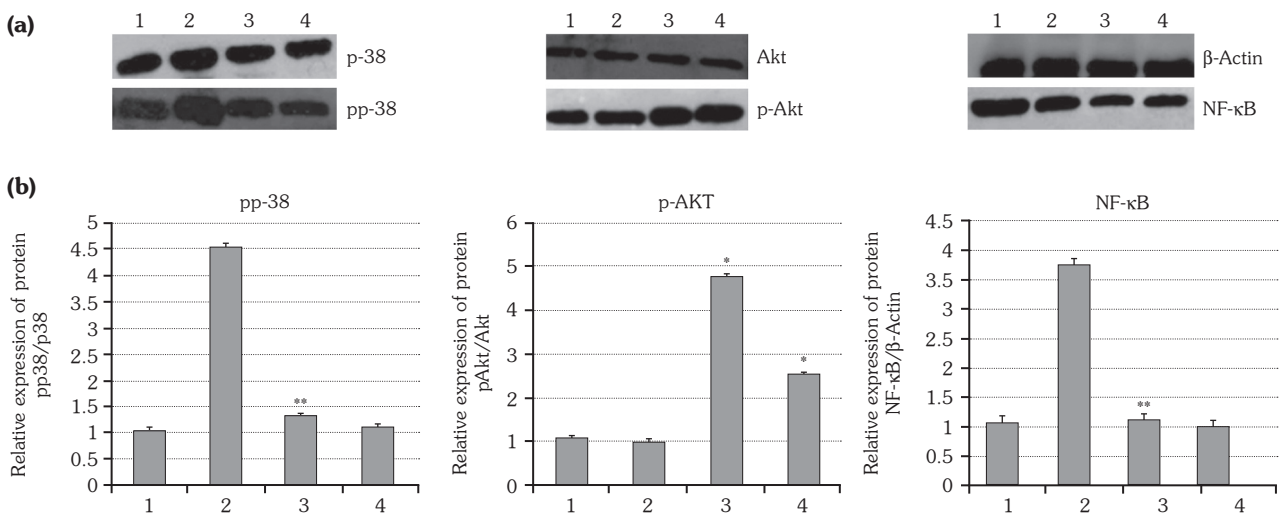 (a)
1 2 3 4
p-38
pp-38
1 2 3 4
Akt
p-Akt
1 2 3 4
β-Actin
NF-κB
(b)
pp-38
Relative expression of protein
pp38/p38
5
4.5
4
3.5
3
2.5
2
1.5
1
0.5
0
**
1 2 3 4
p-AKT
Relative expression of protein
pAkt/Akt
6
5
4
3
2
1
0
*
*
1 2 3 4
NF-κB
Relative expression of protein
NF-κB/β-Actin
4.5
4
3.5
3
2.5
2
1.5
1
0.5
0
**
1 2 3 4